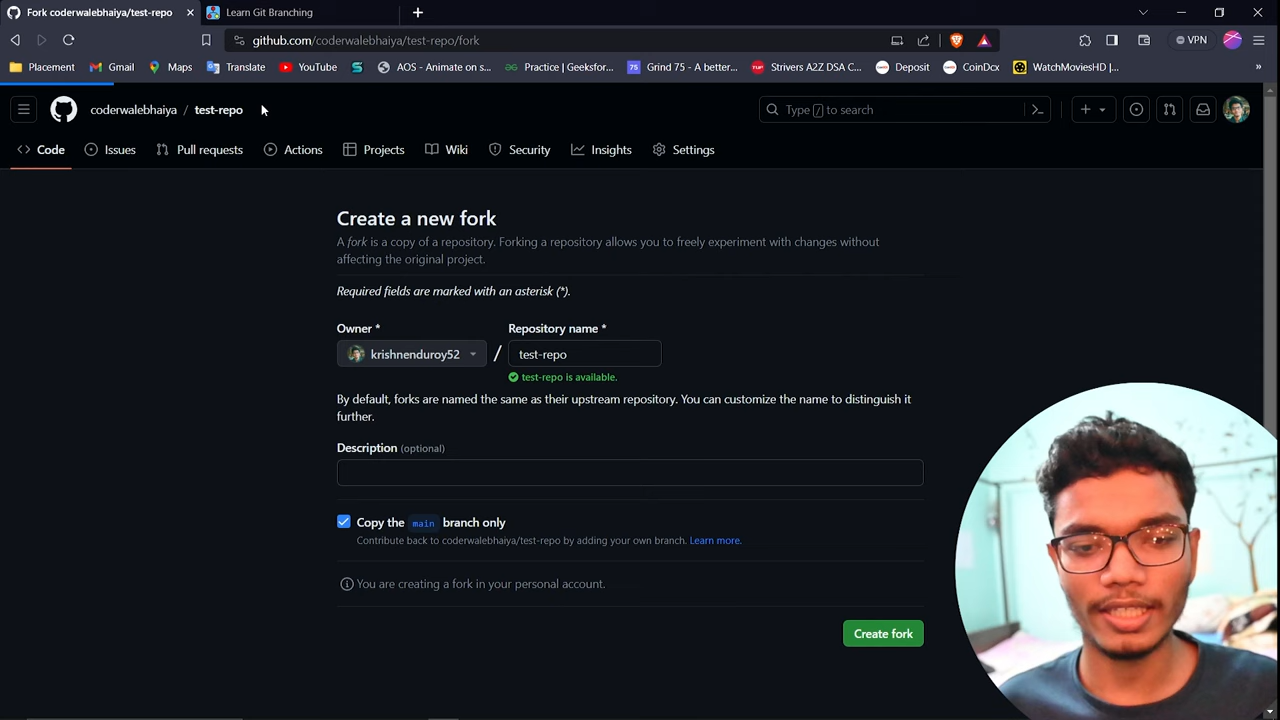 Fork coderwalebhaiya/test-repo
Learn Git Branching
github.com/coderwalebhaiya/test-repo/fork
VPN
Placement
Gmail
Maps
Translate
YouTube
AOS - Animate on s...
Practice | Geeksfor...
75 Grind 75 - A better...
Strivers A2Z DSA C...
Deposit
CoinDcx
WatchMoviesHD |...
»
coderwalebhaiya / test-repo
Type / to search
Code
Issues
Pull requests
Actions
Projects
Wiki
Security
Insights
Settings
Create a new fork
A fork is a copy of a repository. Forking a repository allows you to freely experiment with changes without
affecting the original project.
Required fields are marked with an asterisk (*).
Owner *
Repository name *
krishnenduroy52
/
test-repo
test-repo is available.
By default, forks are named the same as their upstream repository. You can customize the name to distinguish it
further.
Description (optional)
Copy the main branch only
Contribute back to coderwalebhaiya/test-repo by adding your own branch. Learn more.
You are creating a fork in your personal account.
Create fork